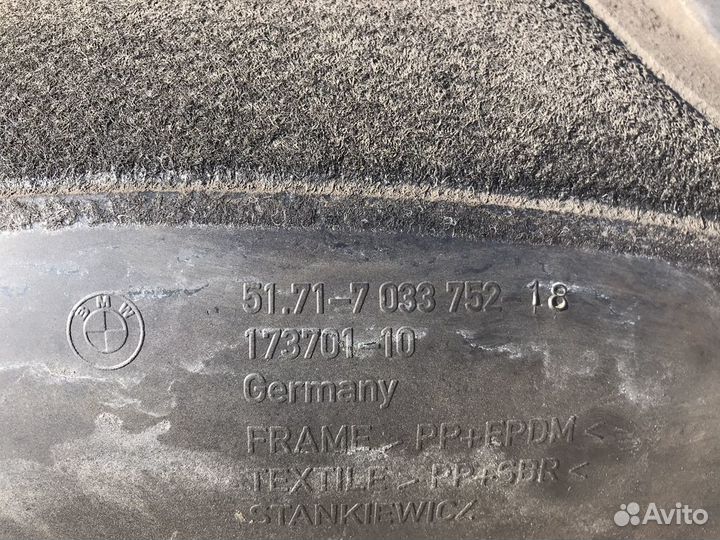 BMW
51.71-7 033 752 18
173701-10
Germany
FRAME > PP+EPDM <
TEXTILE > PP+SBR <
STANKIEWICZ
Avito